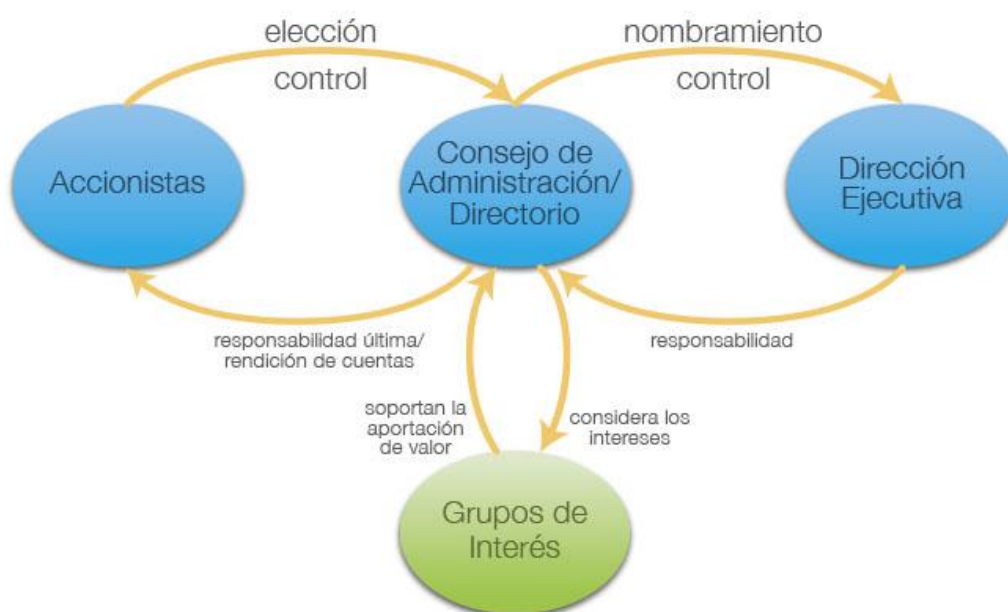 elección
control
nombramiento
control
Accionistas
Consejo de
Administración/
Directorio
Dirección
Ejecutiva
responsabilidad última/
rendición de cuentas
responsabilidad
soportan la
aportación
de valor
considera los
intereses
Grupos de
Interés